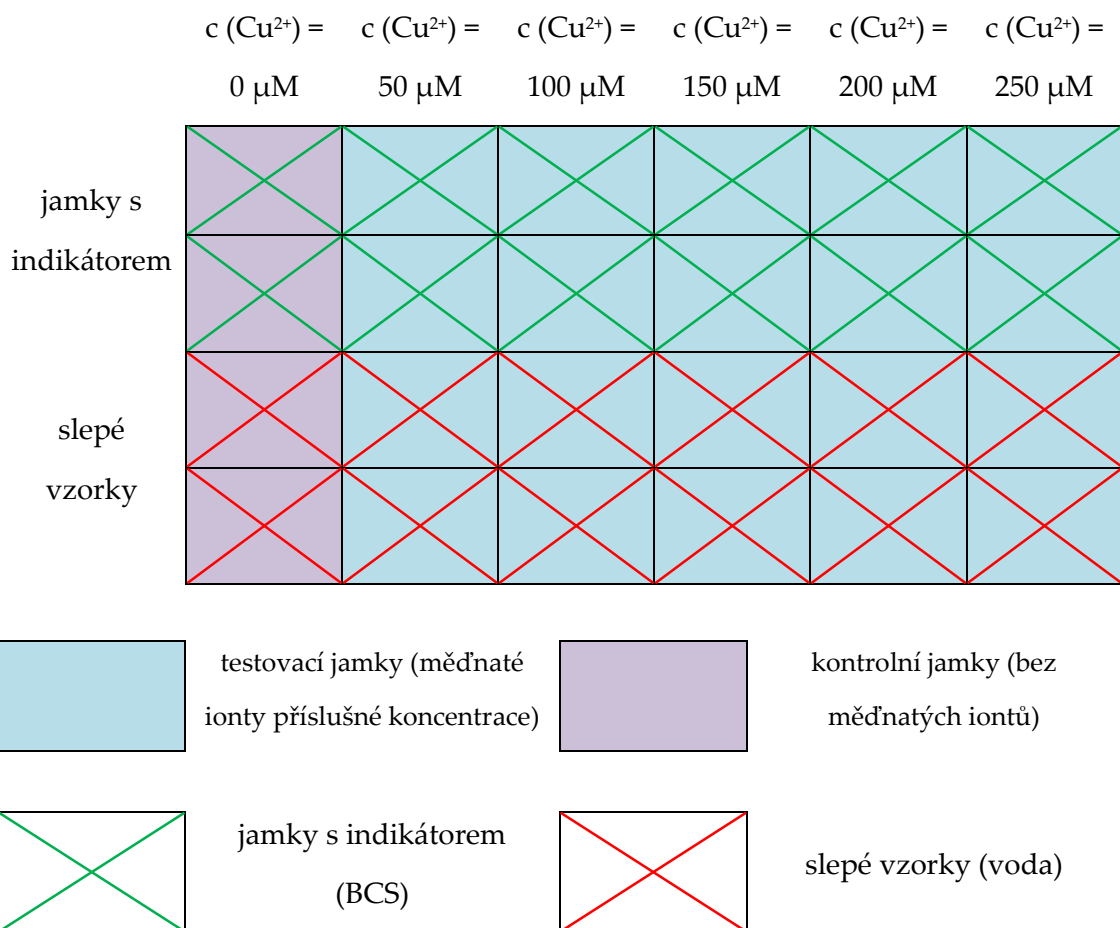 c (Cu²⁺) = c (Cu²⁺) = c (Cu²⁺) = c (Cu²⁺) = c (Cu²⁺) = c (Cu²⁺) =
0 μM 50 μM 100 μM 150 μM 200 μM 250 μM
jamky s
indikátorem
slepé
vzorky
testovací jamky (měďnaté
ionty příslušné koncentrace)
kontrolní jamky (bez
měďnatých iontů)
jamky s indikátorem
(BCS)
slepé vzorky (voda)